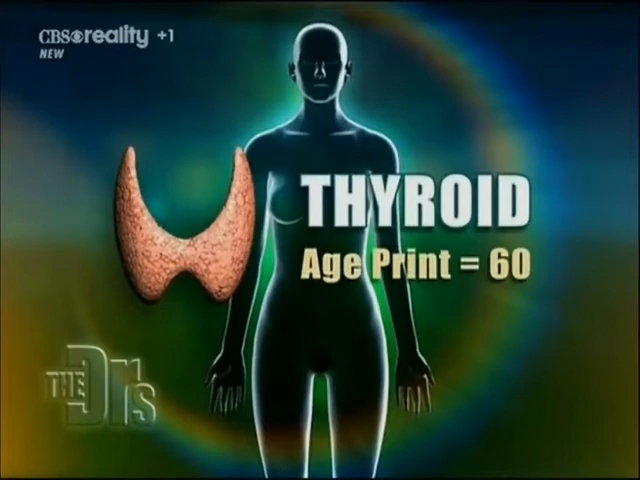 CBS reality +1
NEW
THYROID
Age Print = 60
THE Drs